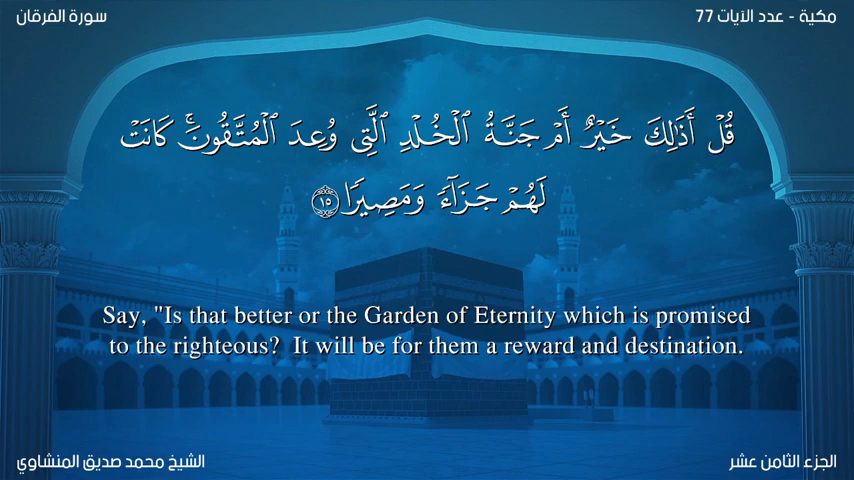 مكية - عدد الآيات 77
سورة الفرقان
قُلۡ أَذَٰلِكَ خَيۡرٌ أَمۡ جَنَّةُ ٱلۡخُلۡدِ ٱلَّتِي وُعِدَ ٱلۡمُتَّقُونَۚ كَانَتۡ
لَهُمۡ جَزَآءٗ وَمَصِيرٗا ١٥
Say, "Is that better or the Garden of Eternity which is promised
to the righteous?  It will be for them a reward and destination.
الجزء الثامن عشر
الشيخ محمد صديق المنشاوي